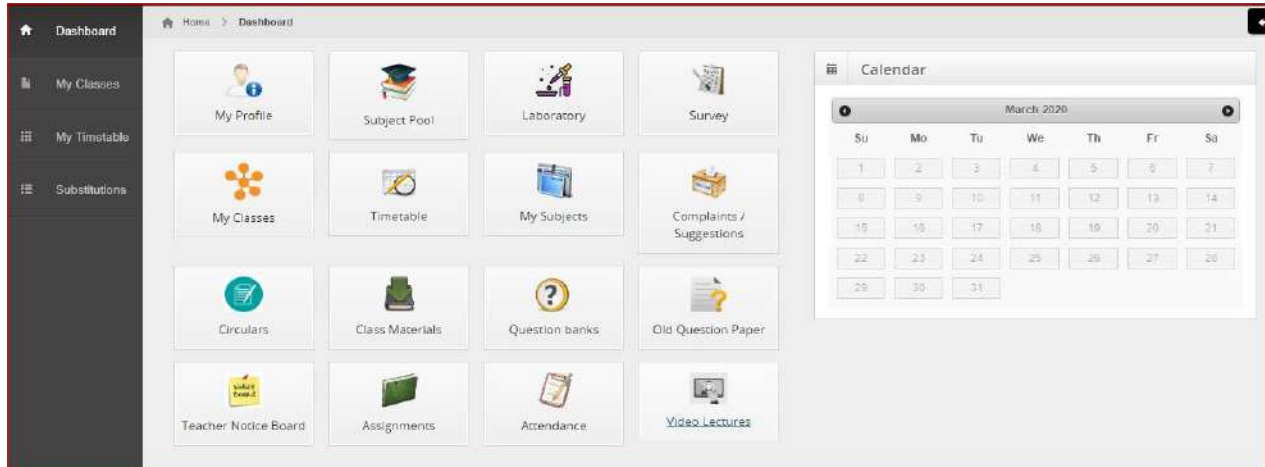 Dashboard
My Classes
My Timetable
Substitutions
Home > Dashboard
My Profile
Subject Pool
Laboratory
Survey
My Classes
Timetable
My Subjects
Complaints /
Suggestions
Circulars
Class Materials
Question banks
Old Question Paper
Notice
Board
Teacher Notice Board
Assignments
Attendance
Video Lectures
Calendar
March 2020
Su Mo Tu We Th Fr Sa
1 2 3 4 5 6 7
8 9 10 11 12 13 14
15 16 17 18 19 20 21
22 23 24 25 26 27 28
29 30 31